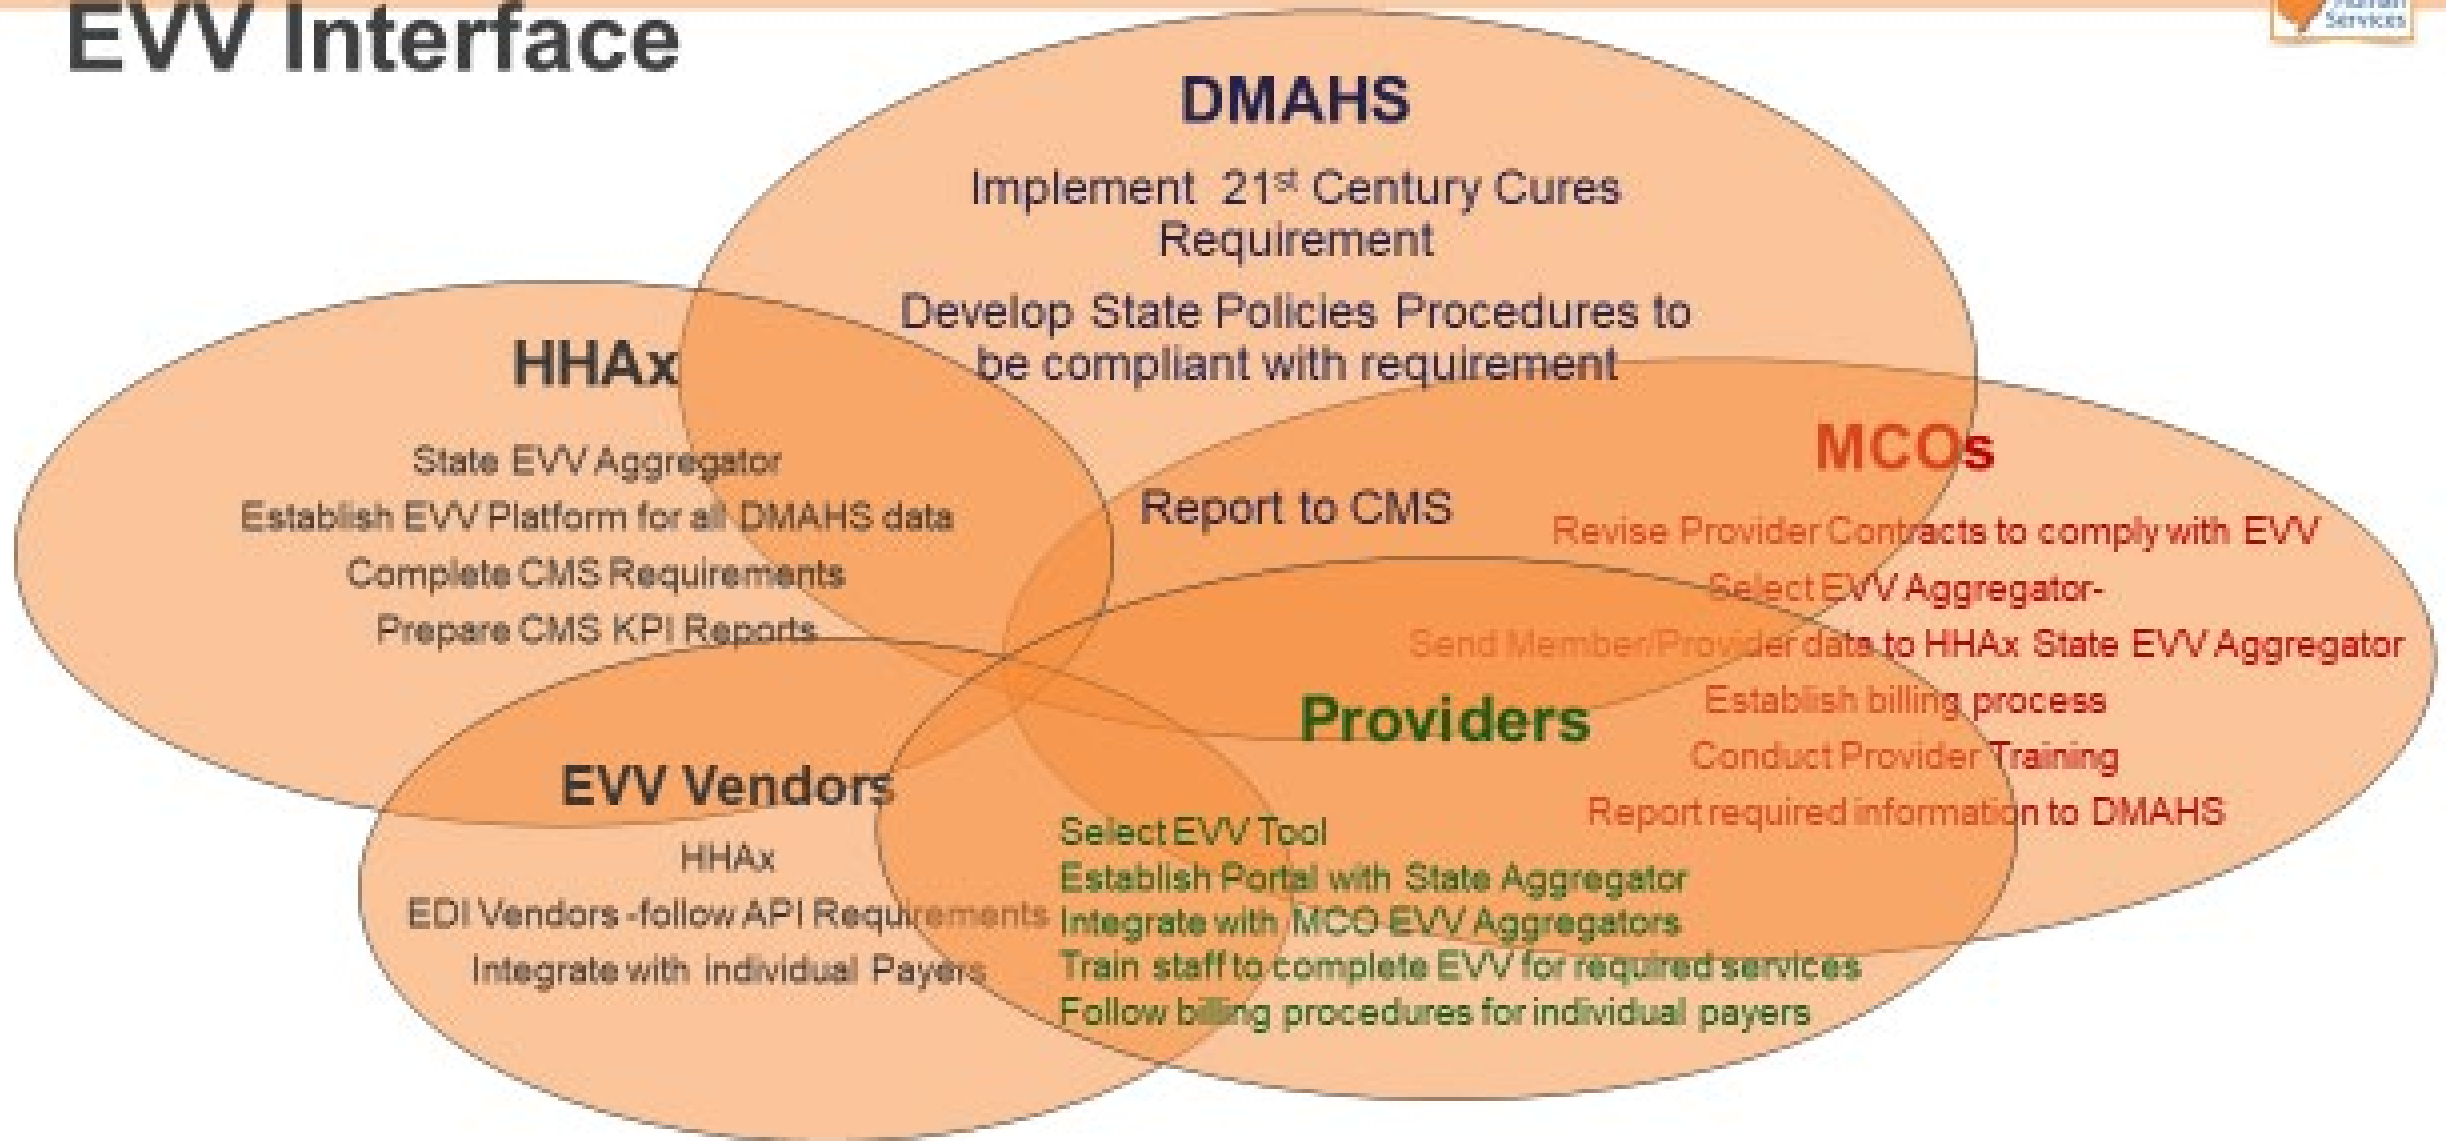 EVV Interface
Human
Services
DMAHS
Implement 21st Century Cures
Requirement
Develop State Policies Procedures to
be compliant with requirement
Report to CMS
HHAx
State EVV Aggregator
Establish EVV Platform for all DMAHS data
Complete CMS Requirements
Prepare CMS KPI Reports
MCOs
Revise Provider Contracts to comply with EVV
Select EVV Aggregator-
Send Member/Provider data to HHAx State EVV Aggregator
Establish billing process
Conduct Provider Training
Report required information to DMAHS
EVV Vendors
HHAx
EDI Vendors -follow API Requirements
Integrate with individual Payers
Providers
Select EVV Tool
Establish Portal with State Aggregator
Integrate with MCO EVV Aggregators
Train staff to complete EVV for required services
Follow billing procedures for individual payers